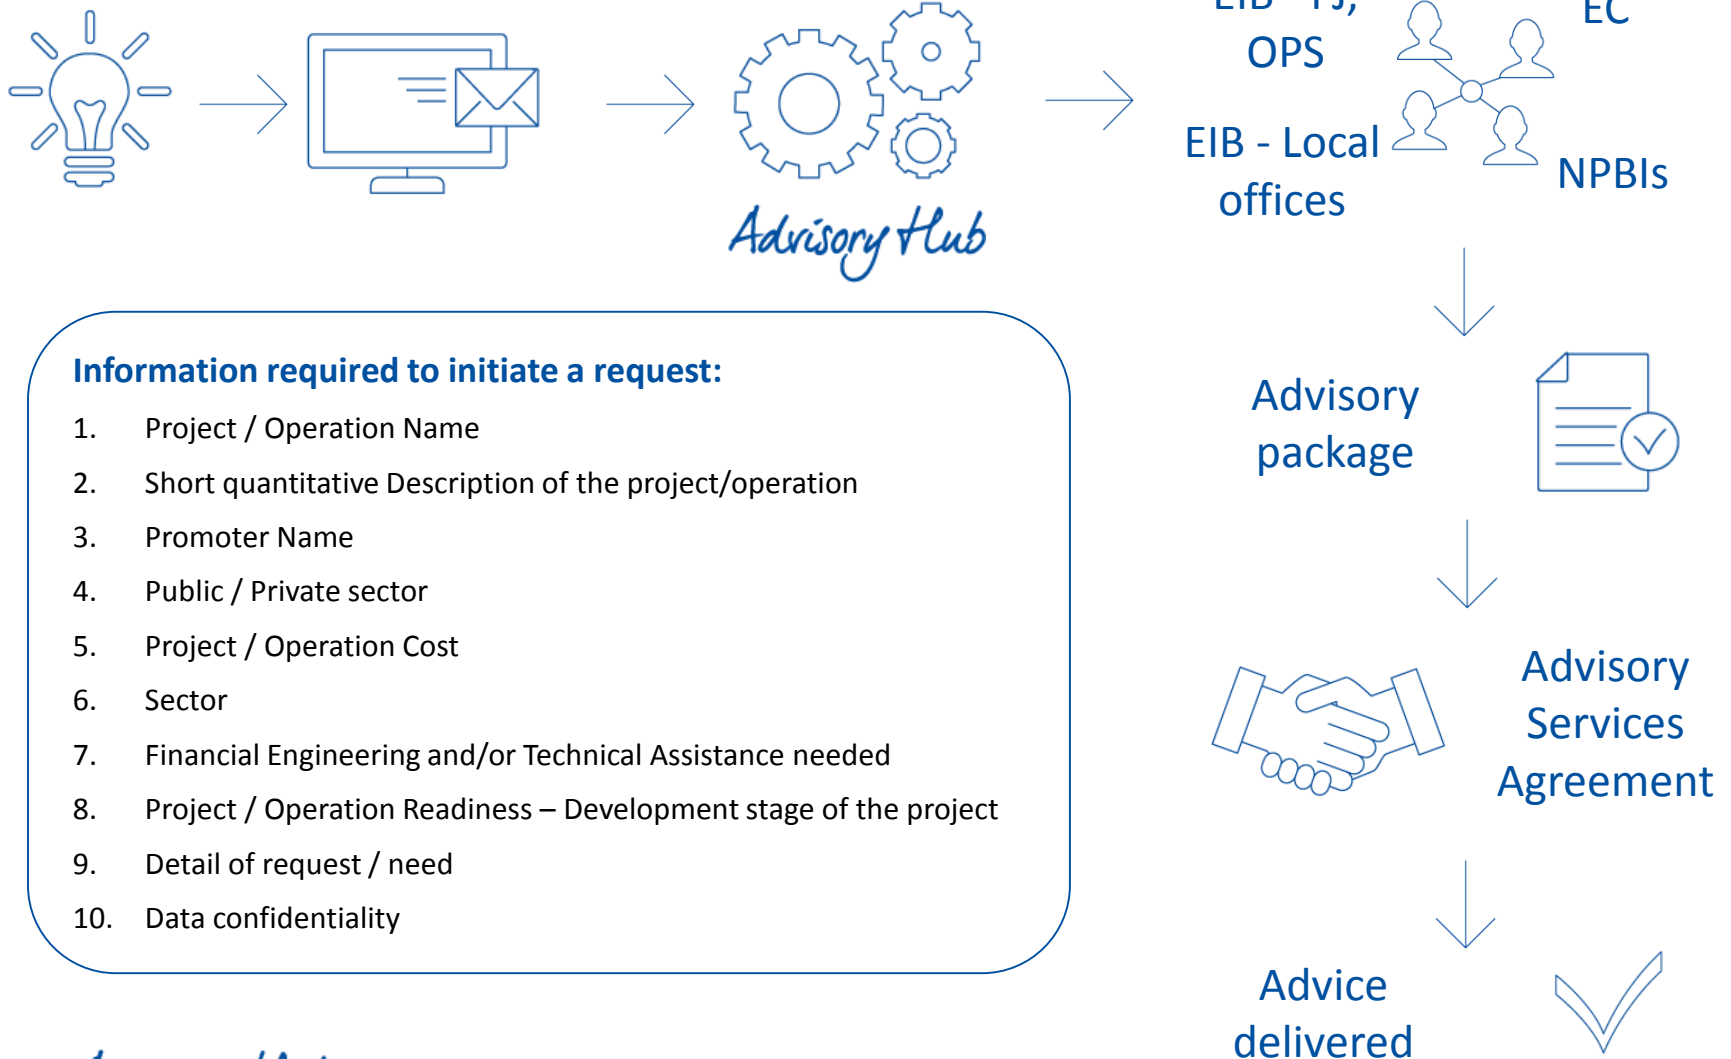 EIB - PJ,
OPS
EC
EIB - Local
offices
NPBIs
Advisory Hub
Information required to initiate a request:
1. Project / Operation Name
2. Short quantitative Description of the project/operation
3. Promoter Name
4. Public / Private sector
5. Project / Operation Cost
6. Sector
7. Financial Engineering and/or Technical Assistance needed
8. Project / Operation Readiness – Development stage of the project
9. Detail of request / need
10. Data confidentiality
Advisory
package
Advisory
Services
Agreement
Advice
delivered